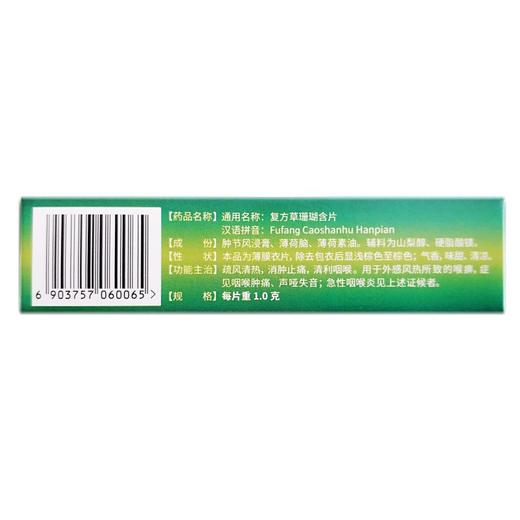 【药品名称】通用名称：复方草珊瑚含片
汉语拼音：Fufang Caoshanhu Hanpian
【成　　份】肿节风浸膏、薄荷脑、薄荷素油。辅料为山梨醇、硬脂酸镁。
【性　　状】本品为薄膜衣片，除去包衣后显浅棕色至棕色；气香，味甜、清凉。
【功能主治】疏风清热，消肿止痛，清利咽喉。用于外感风热所致的喉痹，症
见咽喉肿痛、声哑失音；急性咽喉炎见上述证候者。
【规　　格】每片重 1.0 克
6 903757 060065 >